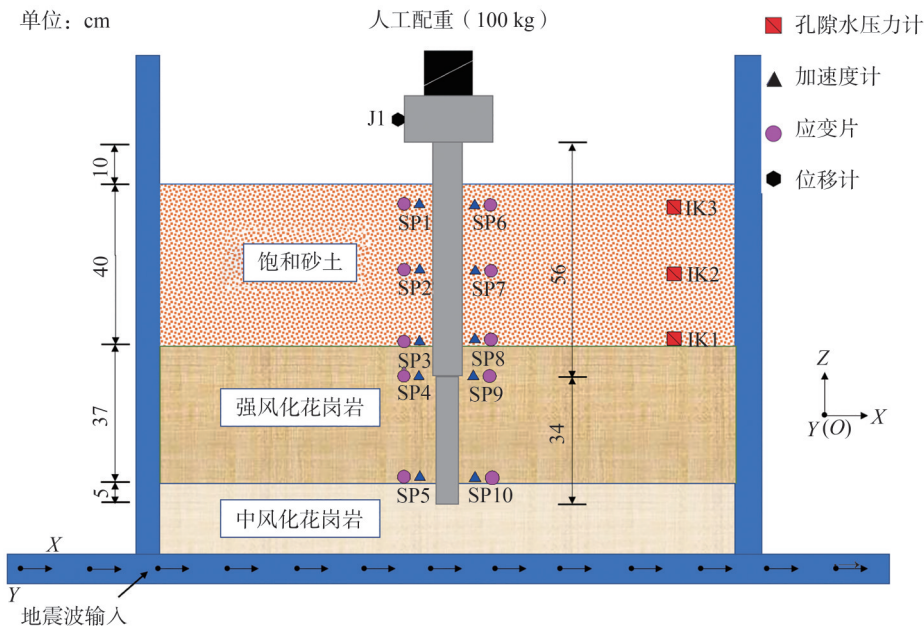 单位：cm
人工配重（100 kg）
孔隙水压力计
加速度计
应变片
位移计
J1
10
40
37
5
56
34
SP1
SP6
IK3
饱和砂土
SP2
SP7
IK2
SP3
SP8
IK1
SP4
SP9
强风化花岗岩
SP5
SP10
中风化花岗岩
Z
X
Y(O)
X
Y
地震波输入